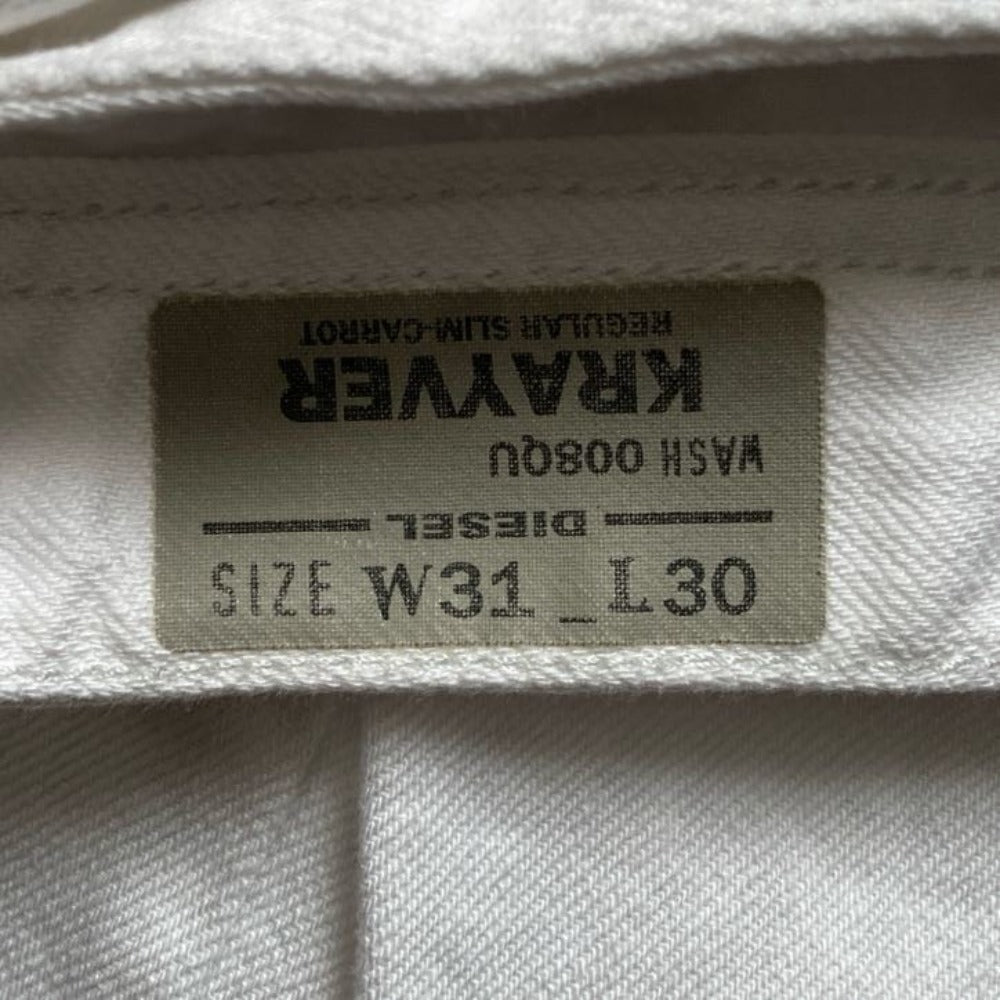 SIZE W31 _ L30
DIESEL
WASH 008QU
KRAYVER
REGULAR SLIM-CARROT